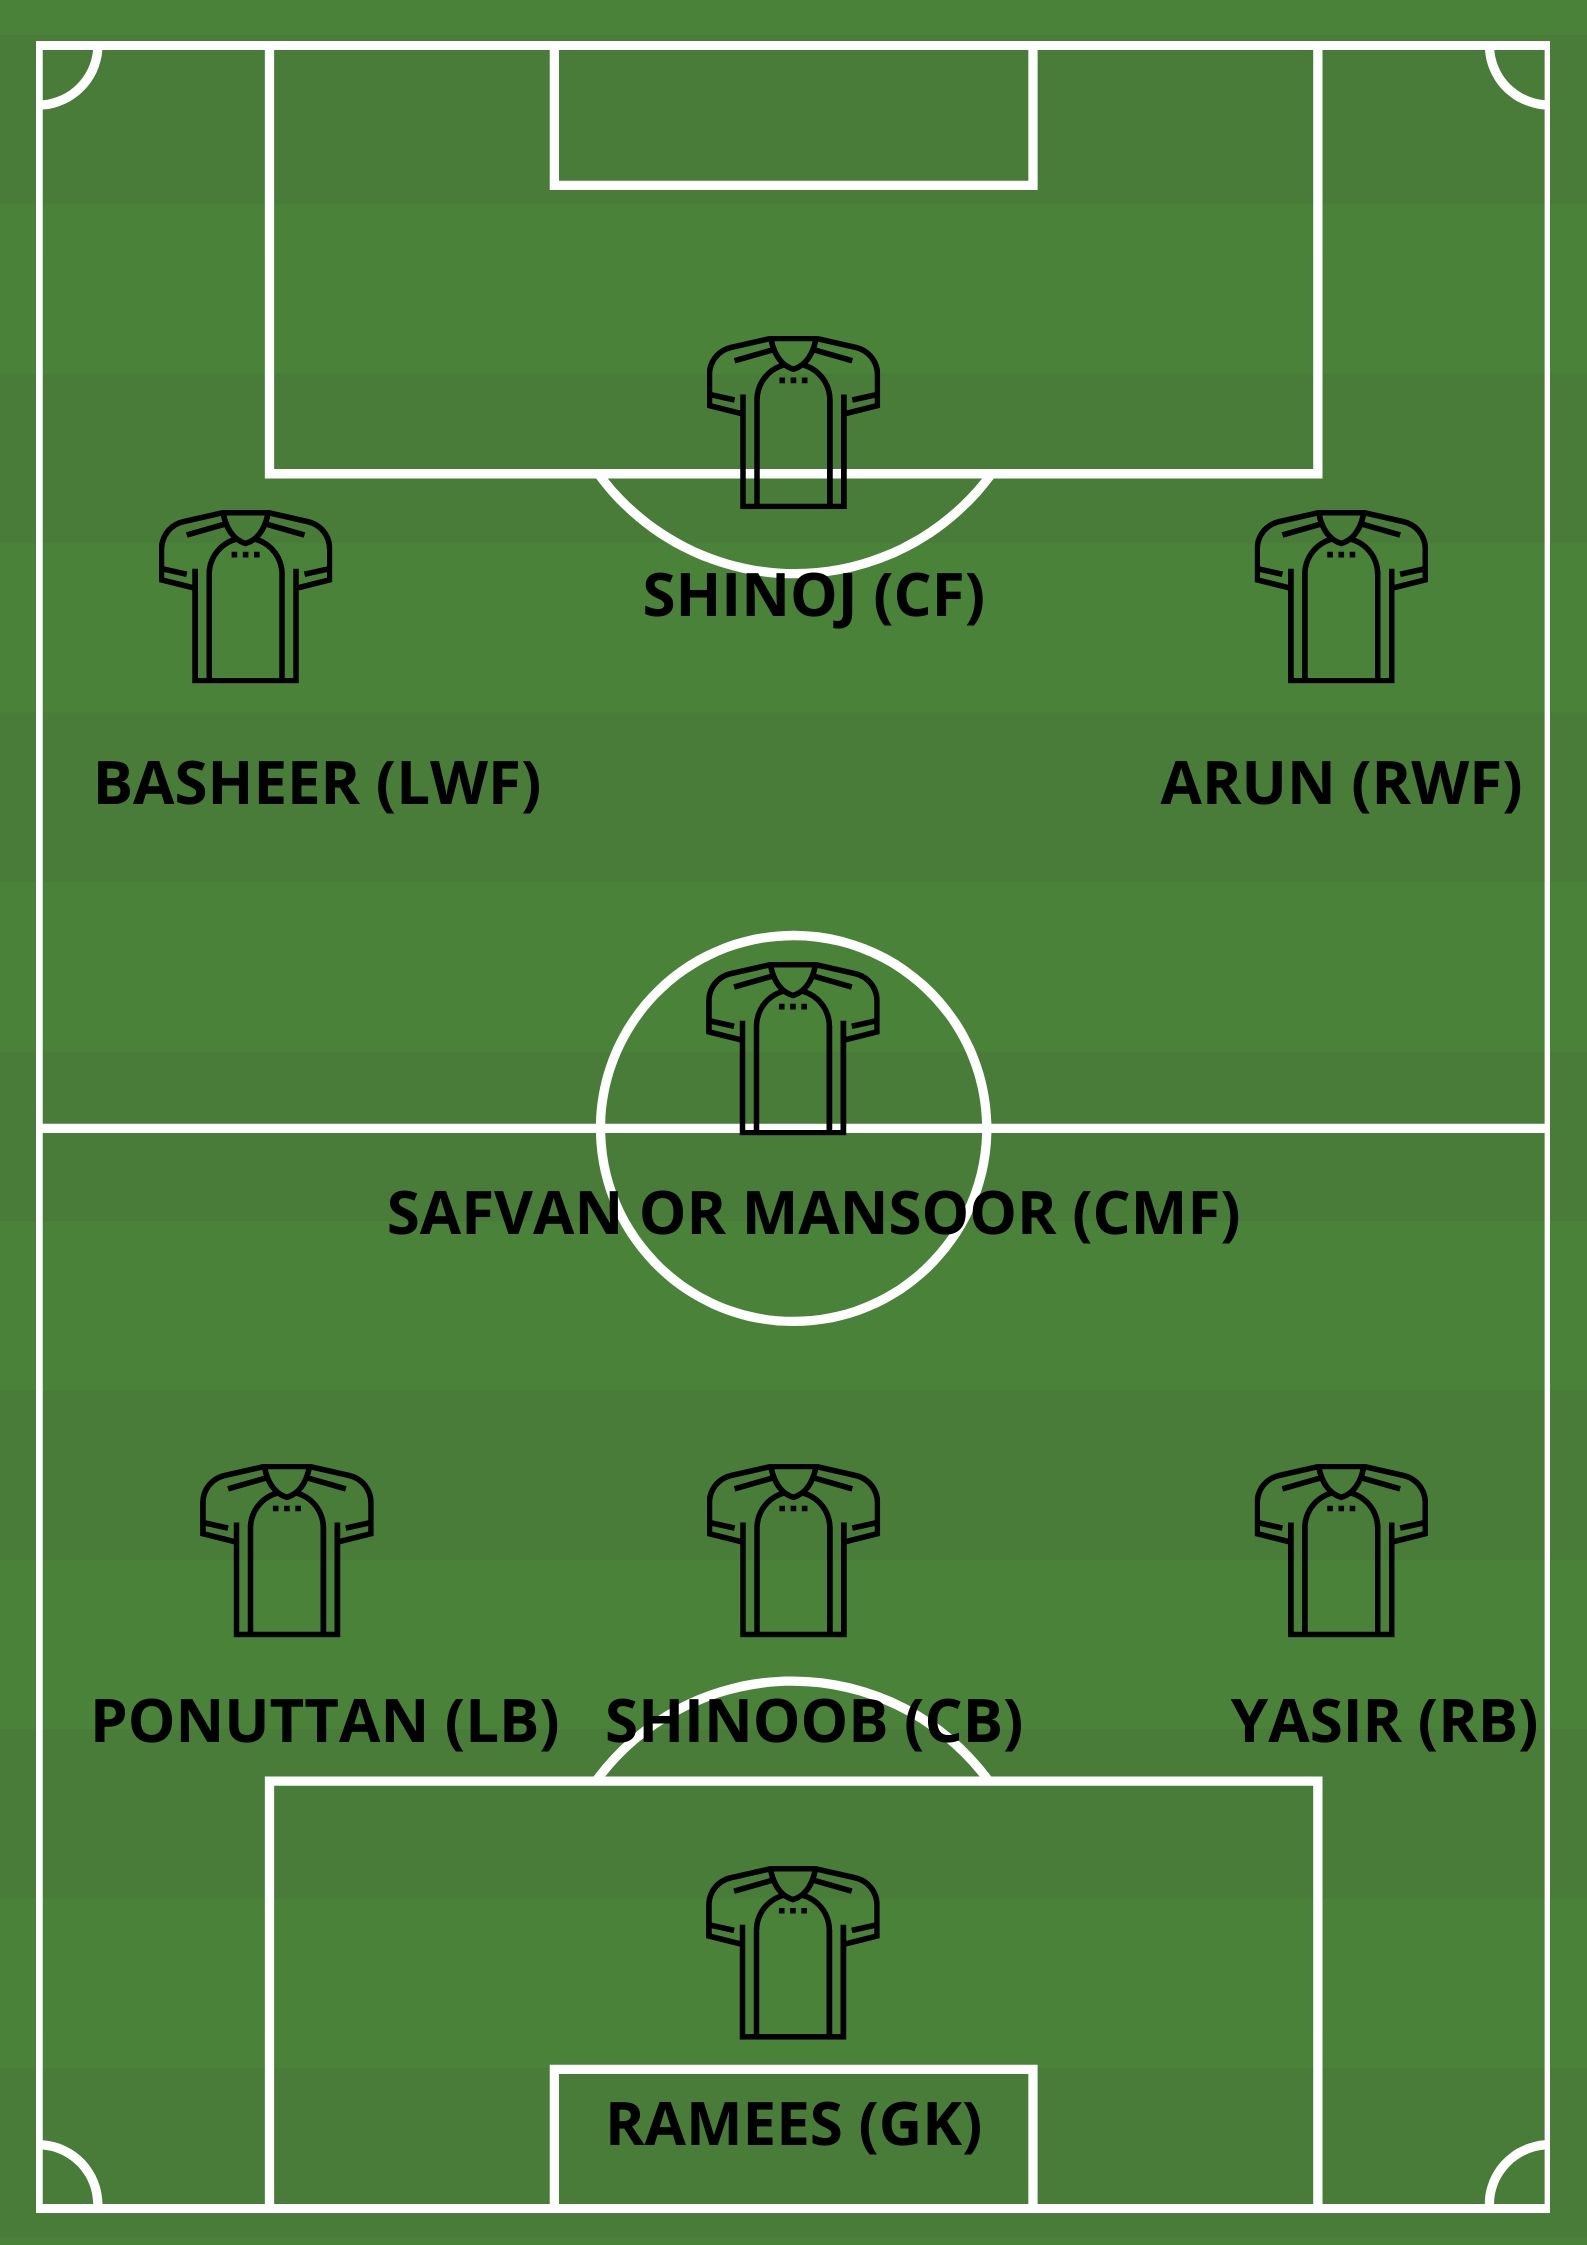 SHINOJ (CF)
BASHEER (LWF)
ARUN (RWF)
SAFVAN OR MANSOOR (CMF)
PONUTTAN (LB)
SHINOOB (CB)
YASIR (RB)
RAMEES (GK)